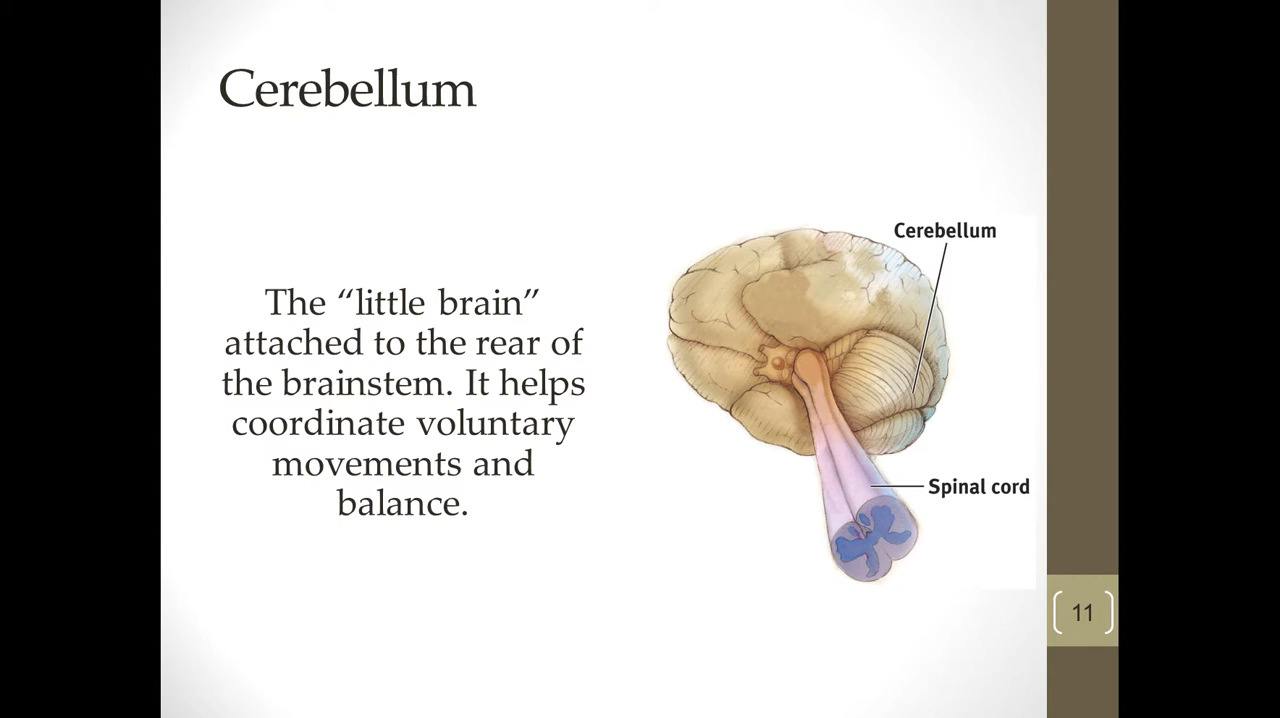 Cerebellum
The “little brain”
attached to the rear of
the brainstem. It helps
coordinate voluntary
movements and
balance.
Cerebellum
Spinal cord
11